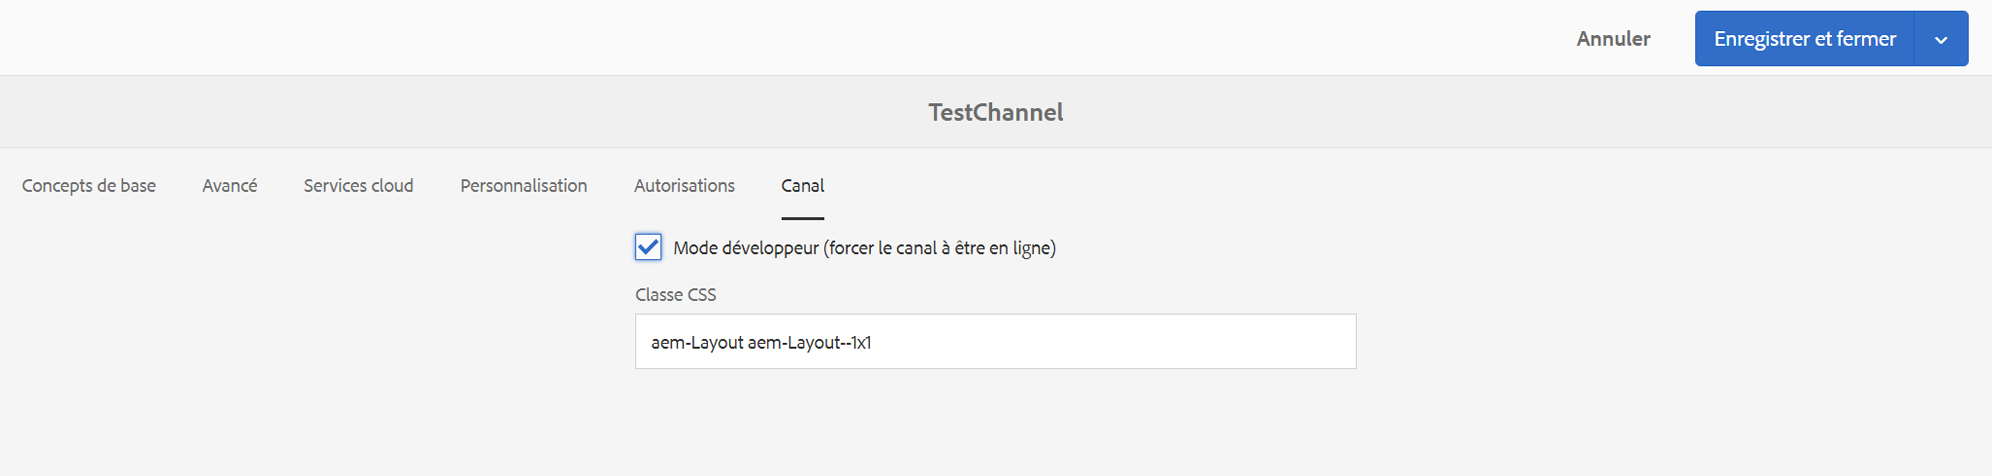 Annuler
Enregistrer et fermer
TestChannel
Concepts de base Avancé Services cloud Personnalisation Autorisations Canal
Mode développeur (forcer le canal à être en ligne)
Classe CSS
aem-Layout aem-Layout--1x1